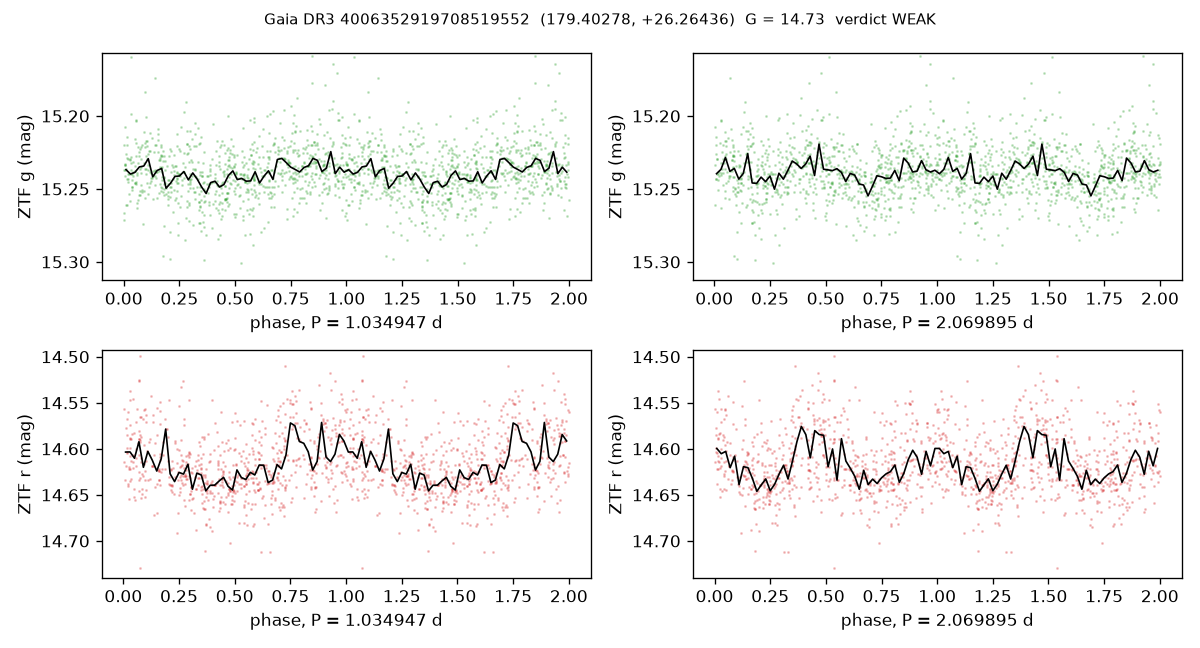 Gaia DR3 4006352919708519552  (179.40278, +26.26436)  G = 14.73  verdict WEAK
ZTF g (mag)
15.20
15.25
15.30
0.00 0.25 0.50 0.75 1.00 1.25 1.50 1.75 2.00
phase, P = 1.034947 d
ZTF g (mag)
15.20
15.25
15.30
0.00 0.25 0.50 0.75 1.00 1.25 1.50 1.75 2.00
phase, P = 2.069895 d
ZTF r (mag)
14.50
14.55
14.60
14.65
14.70
0.00 0.25 0.50 0.75 1.00 1.25 1.50 1.75 2.00
phase, P = 1.034947 d
ZTF r (mag)
14.50
14.55
14.60
14.65
14.70
0.00 0.25 0.50 0.75 1.00 1.25 1.50 1.75 2.00
phase, P = 2.069895 d